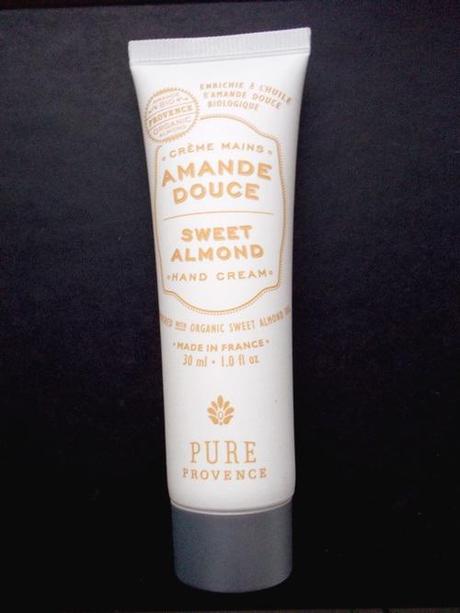 BIO
PROVENCE
ORGANIC
ALMOND
ENRICHIE À L'HUILE
D'AMANDE DOUCE
BIOLOGIQUE
CRÈME MAINS
AMANDE
DOUCE
SWEET
ALMOND
HAND CREAM
WITH ORGANIC SWEET ALMOND
MADE IN FRANCE
30 ml • 1.0 fl oz
PURE
PROVENCE